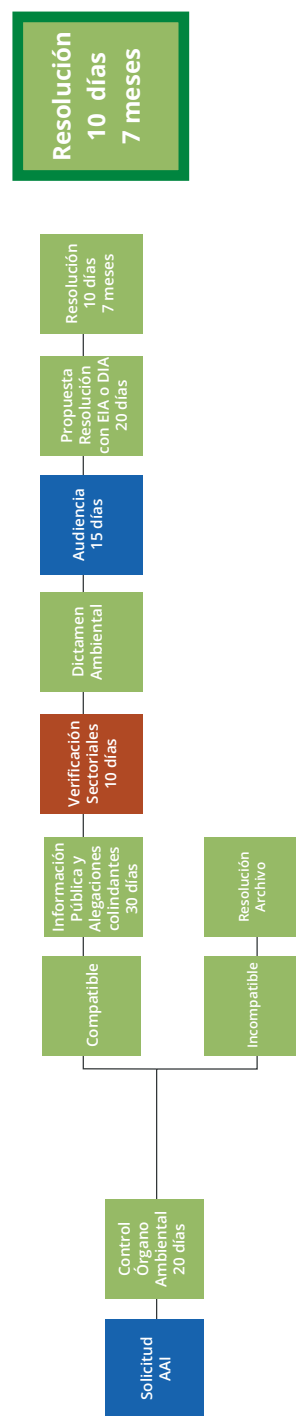 Solicitud
AAI
Control
Órgano
Ambiental
20 días
Compatible
Información
Pública y
Alegaciones
colindantes
30 días
Verificación
Sectoriales
10 días
Dictamen
Ambiental
Audiencia
15 días
Propuesta
Resolución
con EIA o DIA
20 días
Resolución
10 días
7 meses
Incompatible
Resolución
Archivo
Resolución
10 días
7 meses